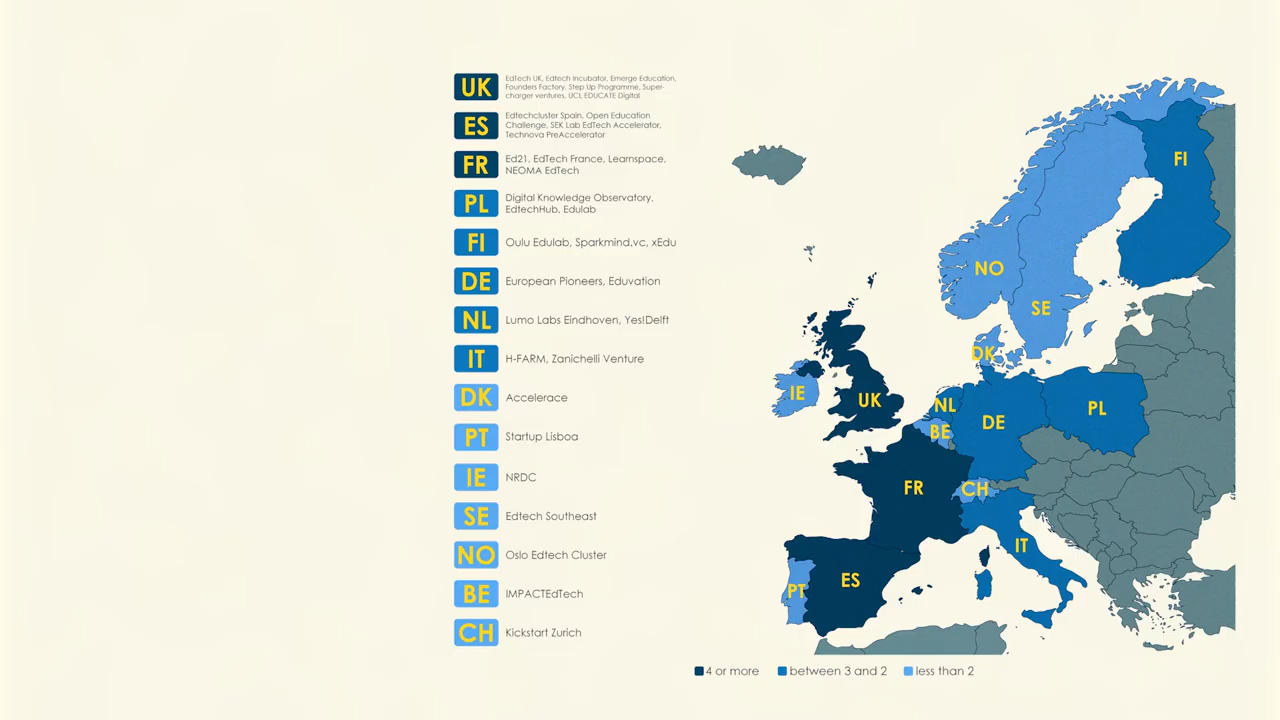 UK
EdTech UK, Edtech Incubator, Emerge Education,
Founders Factory, Step Up Programme, Super-
charger ventures, UCL EDUCATE Digital
ES
Edtechcluster Spain, Open Education
Challenge, SEK Lab EdTech Accelerator,
Technova PreAccelerator
FR
Ed21, EdTech France, Learnspace,
NEOMA EdTech
PL
Digital Knowledge Observatory,
EdtechHub, Edulab
FI
Oulu Edulab, Sparkmind.vc, xEdu
DE
European Pioneers, Eduvation
NL
Lumo Labs Eindhoven, Yes!Delft
IT
H-FARM, Zanichelli Venture
DK
Accelerace
PT
Startup Lisboa
IE
NRDC
SE
Edtech Southeast
NO
Oslo Edtech Cluster
BE
IMPACTEdTech
CH
Kickstart Zurich
FI
NO
SE
DK
IE
UK
NL
BE
DE
PL
FR
CH
IT
ES
PT
4 or more
between 3 and 2
less than 2